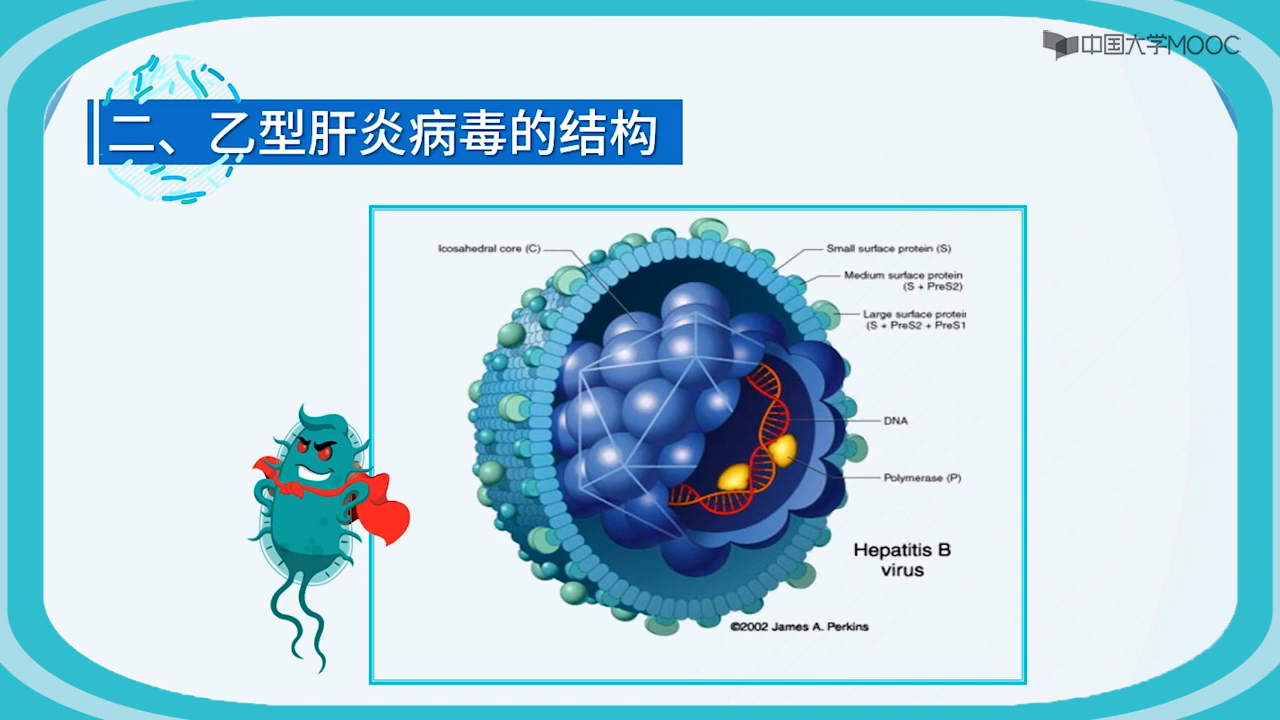 中国大学MOOC
二、乙型肝炎病毒的结构
Icosahedral core (C)
Small surface protein (S)
Medium surface protein
(S + PreS2)
Large surface protei
(S + PreS2 + PreS1
DNA
Polymerase (P)
Hepatitis B
virus
©2002 James A. Perkins